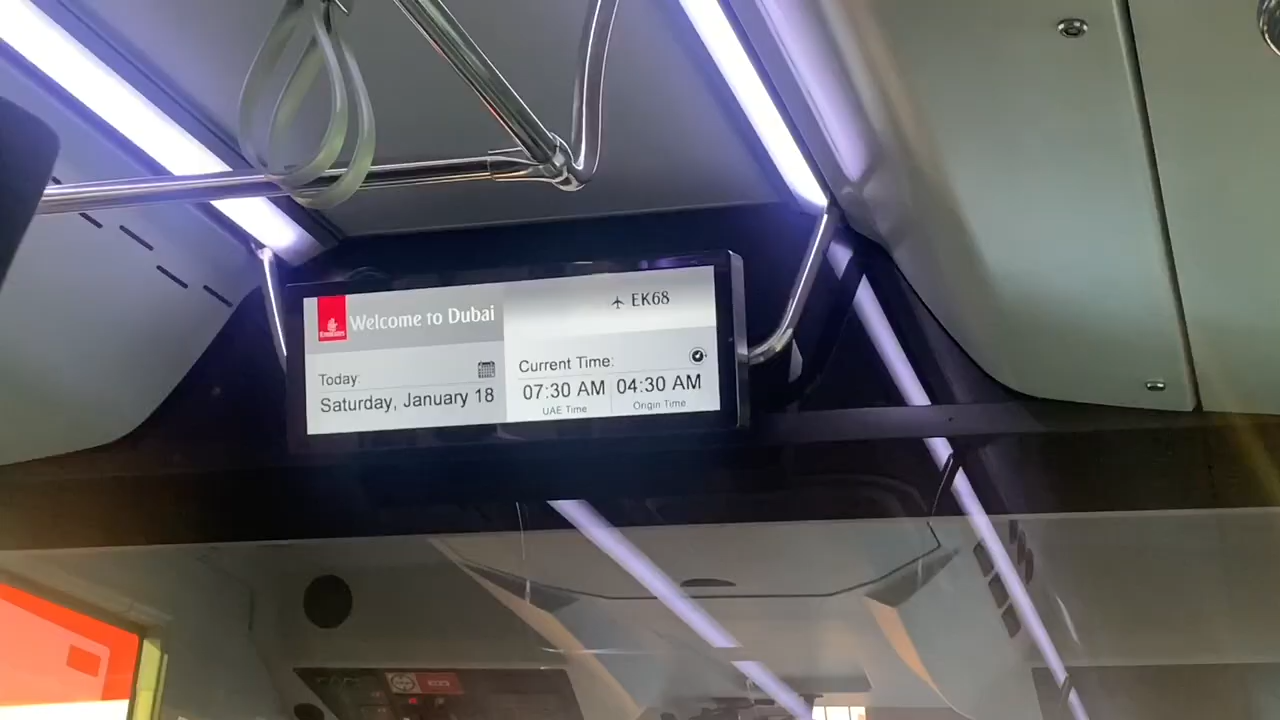 Emirates
Welcome to Dubai
EK68
Today:
Saturday, January 18
Current Time:
07:30 AM 04:30 AM
UAE Time Origin Time